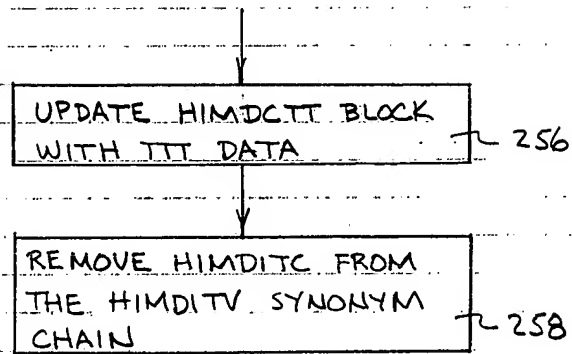 UPDATE HIMDCTT BLOCK
WITH TTT DATA
256
REMOVE HIMDITC FROM
THE HIMDITV SYNONYM
CHAIN
258